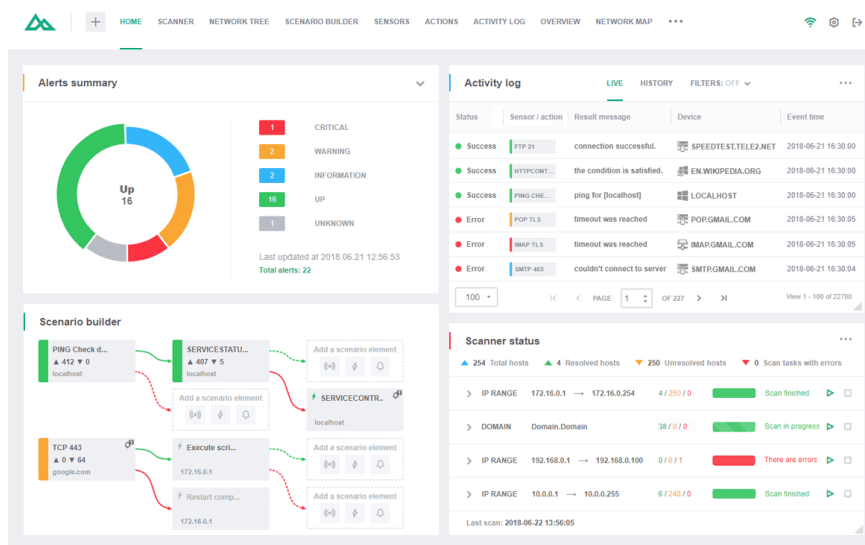 HOME SCANNER NETWORK TREE SCENARIO BUILDER SENSORS ACTIONS ACTIVITY LOG OVERVIEW NETWORK MAP
Alerts summary
Up
16
1 CRITICAL
2 WARNING
2 INFORMATION
16 UP
1 UNKNOWN
Last updated at 2018.06.21 12:56:53
Total alerts: 22
Activity log LIVE HISTORY FILTERS: OFF
Status Sensor / action Result message Device Event time
Success FTP 21 connection successful. SPEEDTEST.TELE2.NET 2018-06-21 16:30:00
Success HTTPCONT... the condition is satisfied. EN.WIKIPEDIA.ORG 2018-06-21 16:30:00
Success PING CHE... ping for [localhost] LOCALHOST 2018-06-21 16:30:00
Error POP TLS timeout was reached POP.GMAIL.COM 2018-06-21 16:30:05
Error IMAP TLS timeout was reached IMAP.GMAIL.COM 2018-06-21 16:30:05
Error SMTP 465 couldn't connect to server SMTP.GMAIL.COM 2018-06-21 16:30:04
100 PAGE 1 OF 227 View 1 - 100 of 22700
Scenario builder
PING Check d...
▲ 412 ▼ 0
localhost
SERVICESTATU...
▲ 407 ▼ 5
localhost
Add a scenario element
Add a scenario element
SERVICECONTR...
localhost
TCP 443
▲ 0 ▼ 64
google.com
Execute scri...
172.16.0.1
Add a scenario element
Restart comp...
172.16.0.1
Add a scenario element
Scanner status
▲ 254 Total hosts ▲ 4 Resolved hosts ▼ 250 Unresolved hosts ▼ 0 Scan tasks with errors
IP RANGE 172.16.0.1 → 172.16.0.254 4 / 250 / 0 Scan finished
DOMAIN Domain.Domain 38 / 0 / 0 Scan in progress
IP RANGE 192.168.0.1 → 192.168.0.100 0 / 0 / 1 There are errors
IP RANGE 10.0.0.1 → 10.0.0.255 6 / 248 / 0 Scan finished
Last scan: 2018-06-22 13:56:05